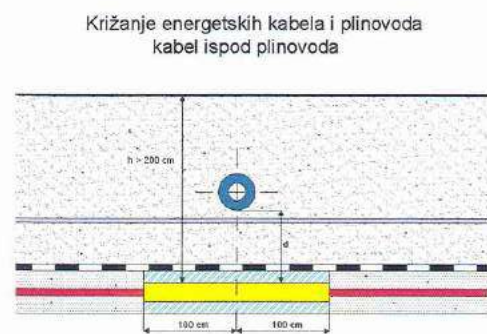 Križanje energetskih kabela i plinovoda
kabel ispod plinovoda
h > 200 cm
d
100 cm
100 cm